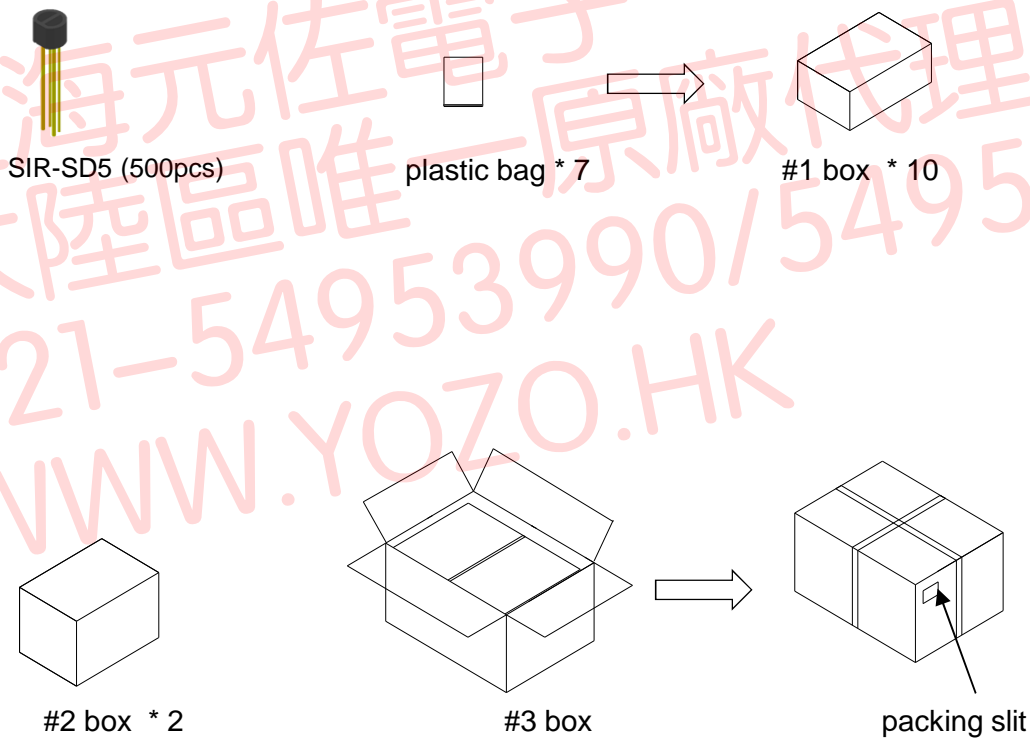 海元佐電子
大陸區唯一原廠代理
21-54953990/5495
WWW.YOZO.HK
SIR-SD5 (500pcs)
plastic bag * 7
#1 box * 10
#2 box * 2
#3 box
packing slit